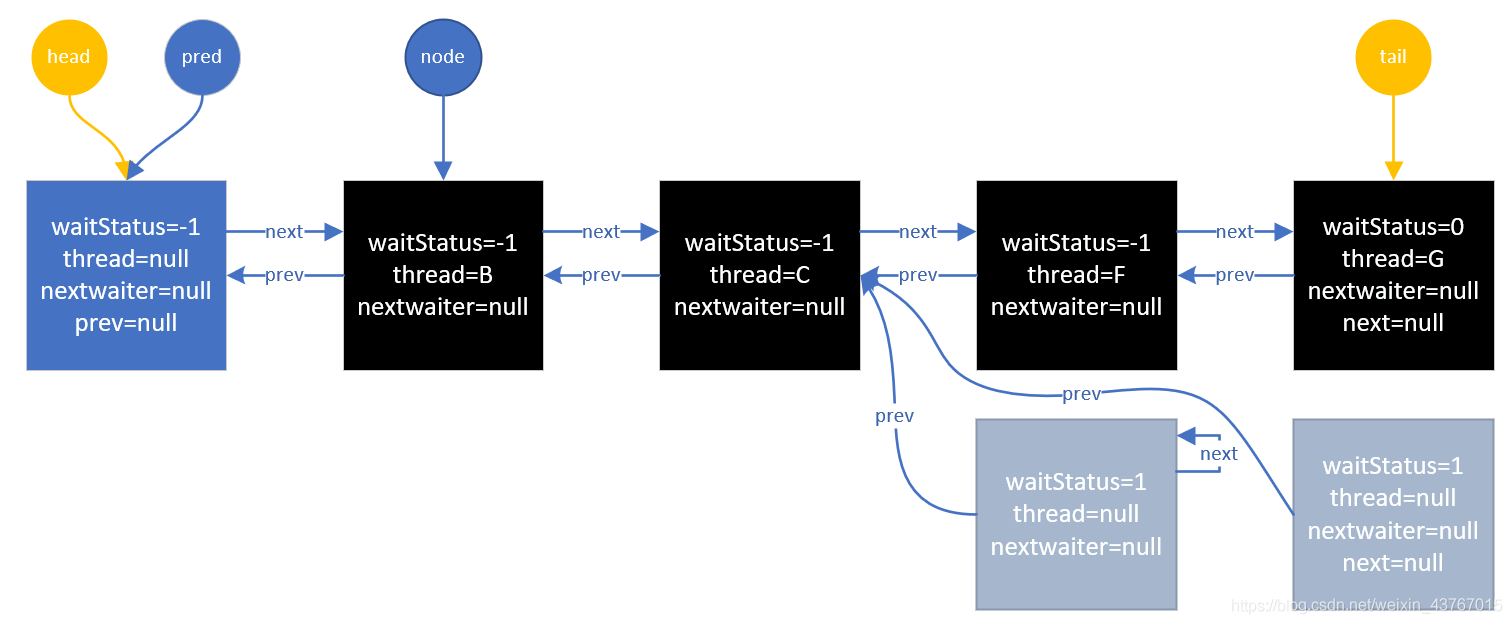 head
pred
node
tail
waitStatus=-1
thread=null
nextwaiter=null
prev=null
next
prev
waitStatus=-1
thread=B
nextwaiter=null
next
prev
waitStatus=-1
thread=C
nextwaiter=null
next
prev
waitStatus=-1
thread=F
nextwaiter=null
next
prev
waitStatus=0
thread=G
nextwaiter=null
next=null
prev
prev
waitStatus=1
thread=null
nextwaiter=null
next
waitStatus=1
thread=null
nextwaiter=null
next=null
https://blog.csdn.net/weixin_43767015